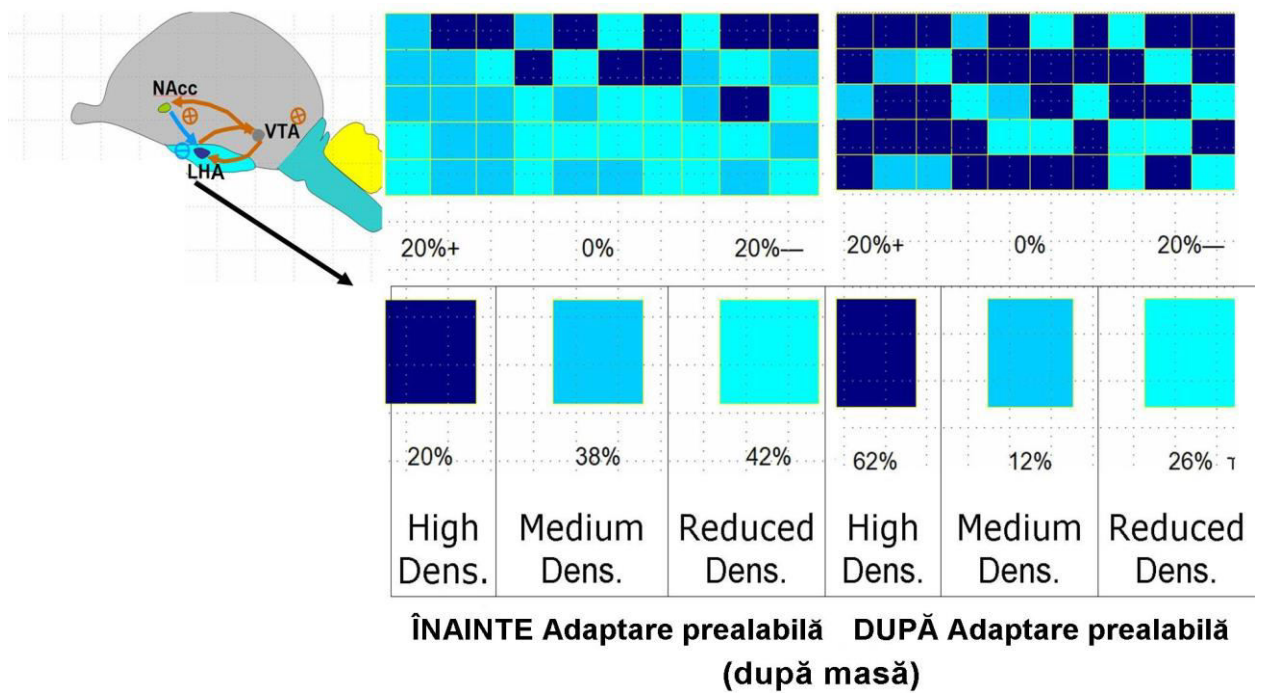 NAcc
VTA
LHA
20%+ 0% 20%— 20%+ 0% 20%—
20% 38% 42% 62% 12% 26% T
High Medium Reduced High Medium Reduced
Dens. Dens. Dens. Dens. Dens. Dens.
ÎNAINTE Adaptare prealabilă DUPĂ Adaptare prealabilă
(după masă)